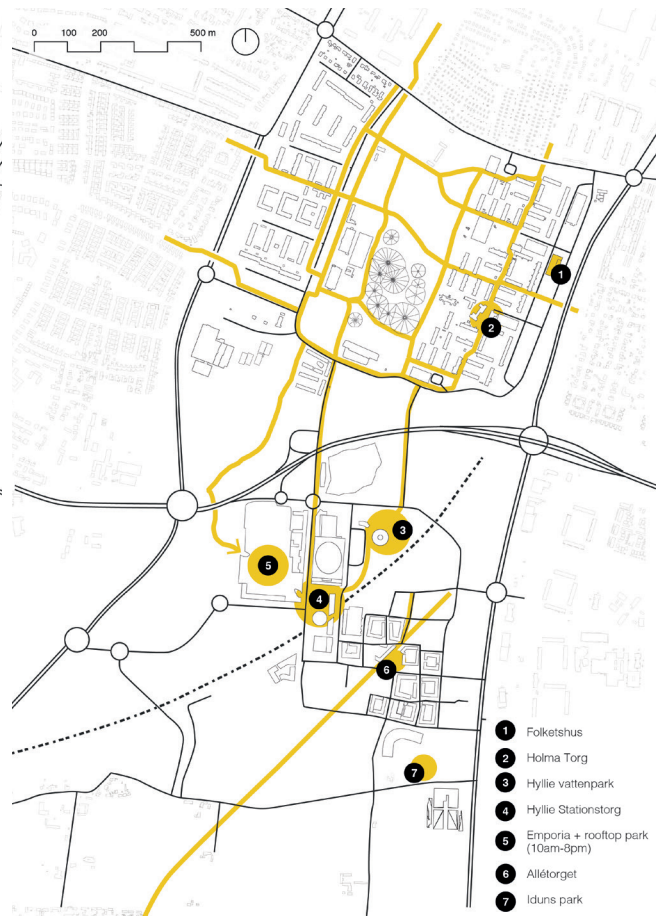 0 100 200 500 m
1
2
3
5
4
6
7
1 Folketshus
2 Holma Torg
3 Hyllie vattenpark
4 Hyllie Stationstorg
5 Emporia + rooftop park
(10am-8pm)
6 Allétorget
7 Iduns park